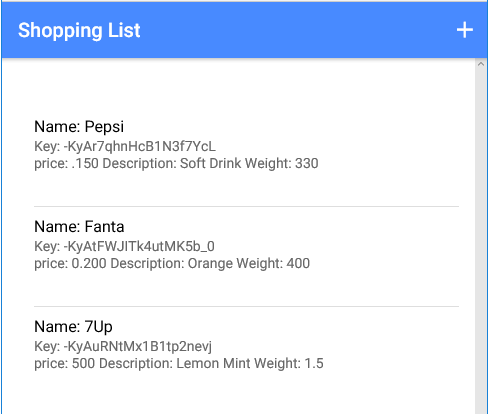 Shopping List +
Name: Pepsi
Key: -KyAr7qhnHcB1N3f7YcL
price: .150 Description: Soft Drink Weight: 330
Name: Fanta
Key: -KyAtFWJITk4utMK5b_0
price: 0.200 Description: Orange Weight: 400
Name: 7Up
Key: -KyAuRNtMx1B1tp2nevj
price: 500 Description: Lemon Mint Weight: 1.5